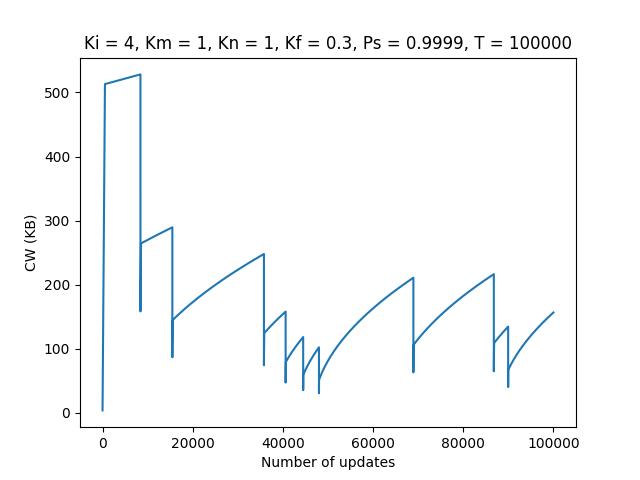 Ki = 4, Km = 1, Kn = 1, Kf = 0.3, Ps = 0.9999, T = 100000
500
400
300
200
100
0
CW (KB)
0 20000 40000 60000 80000 100000
Number of updates